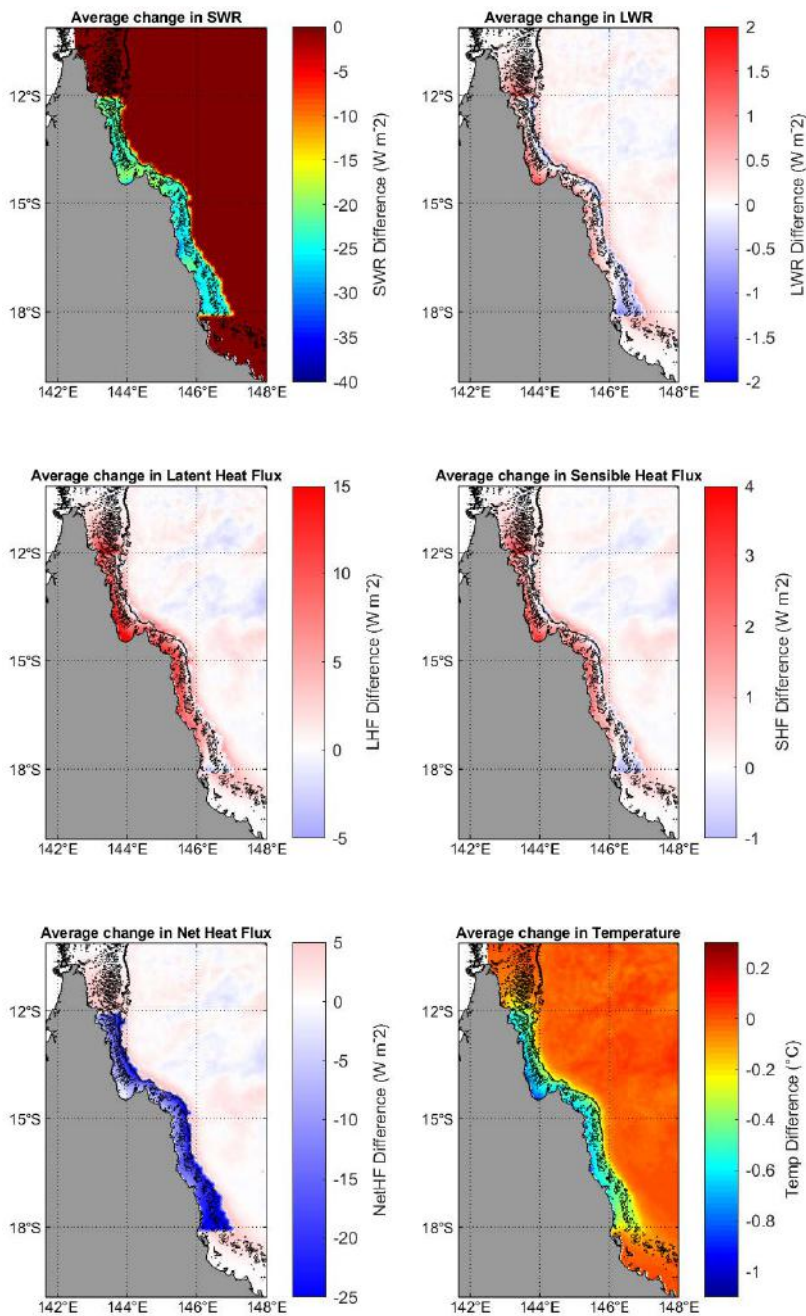 Average change in SWR
12°S
15°S
18°S
142°E 144°E 146°E 148°E
0
-5
-10
-15
-20
-25
-30
-35
-40
SWR Difference (W m^-2)
Average change in LWR
12°S
15°S
18°S
142°E 144°E 146°E 148°E
2
1.5
1
0.5
0
-0.5
-1
-1.5
-2
LWR Difference (W m^-2)
Average change in Latent Heat Flux
12°S
15°S
18°S
142°E 144°E 146°E 148°E
15
10
5
0
-5
LHF Difference (W m^-2)
Average change in Sensible Heat Flux
12°S
15°S
18°S
142°E 144°E 146°E 148°E
4
3
2
1
0
-1
SHF Difference (W m^-2)
Average change in Net Heat Flux
12°S
15°S
18°S
142°E 144°E 146°E 148°E
5
0
-5
-10
-15
-20
-25
NetHF Difference (W m^-2)
Average change in Temperature
12°S
15°S
18°S
142°E 144°E 146°E 148°E
0.2
0
-0.2
-0.4
-0.6
-0.8
-1
Temp Difference (°C)